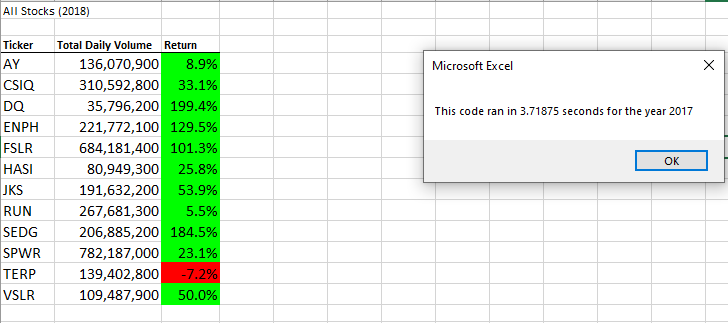 All Stocks (2018)
Ticker Total Daily Volume Return
AY 136,070,900 8.9%
CSIQ 310,592,800 33.1%
DQ 35,796,200 199.4%
ENPH 221,772,100 129.5%
FSLR 684,181,400 101.3%
HASI 80,949,300 25.8%
JKS 191,632,200 53.9%
RUN 267,681,300 5.5%
SEDG 206,885,200 184.5%
SPWR 782,187,000 23.1%
TERP 139,402,800 -7.2%
VSLR 109,487,900 50.0%
Microsoft Excel
This code ran in 3.71875 seconds for the year 2017
OK